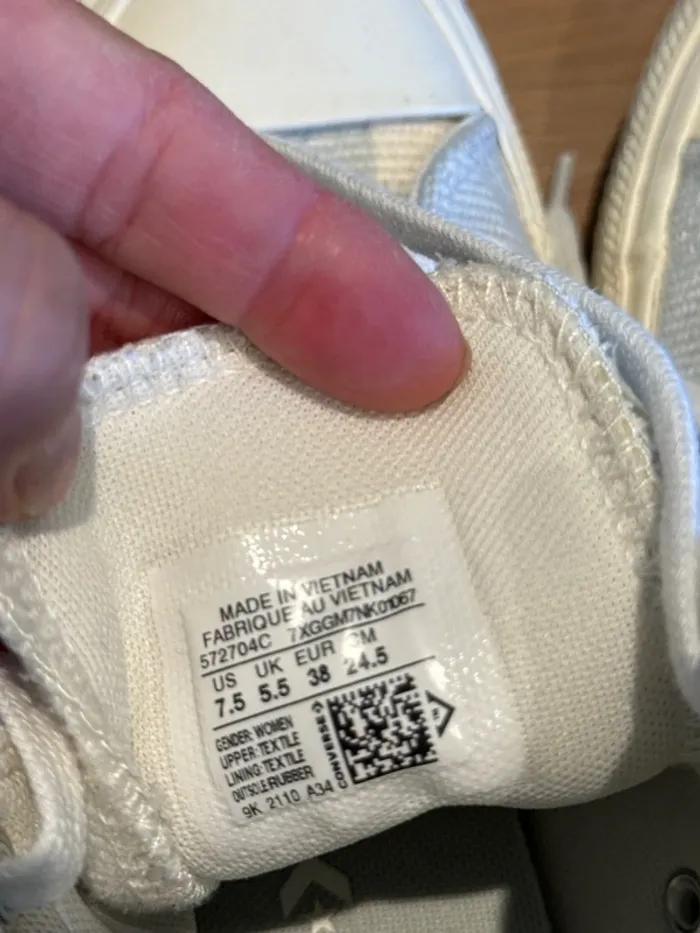 MADE IN VIETNAM
FABRIQUE AU VIETNAM
572704C 7XGGM7NK01D67
US UK EUR CM
7.5 5.5 38 24.5
GENDER: WOMEN
UPPER: TEXTILE
LINING: TEXTILE
OUTSOLE: RUBBER
9K 2110 A34
CONVERSE